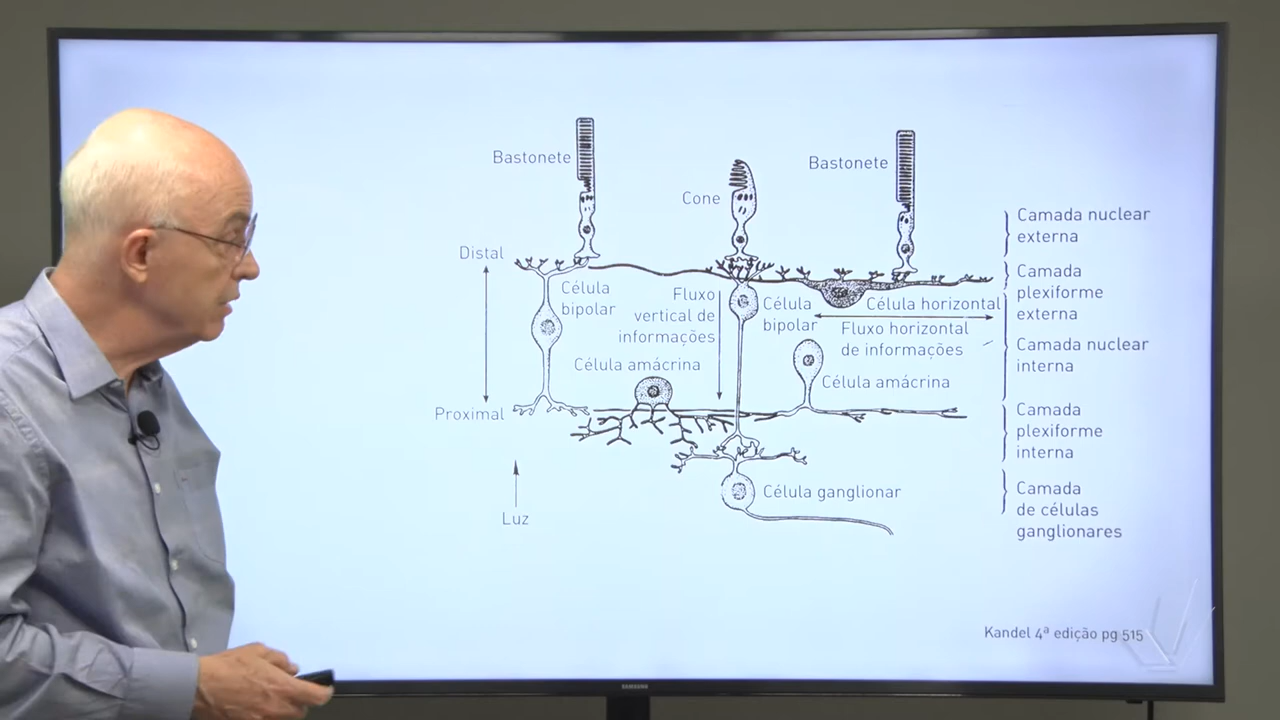 Bastonete
Bastonete
Cone
Distal
Célula
bipolar
Fluxo
vertical de
informações
Célula
bipolar
Célula horizontal
Fluxo horizontal
de informações
Célula amácrina
Célula amácrina
Proximal
Célula ganglionar
Luz
Camada nuclear
externa
Camada
plexiforme
externa
Camada nuclear
interna
Camada
plexiforme
interna
Camada
de células
ganglionares
Kandel 4ª edição pg 515
SAMSUNG